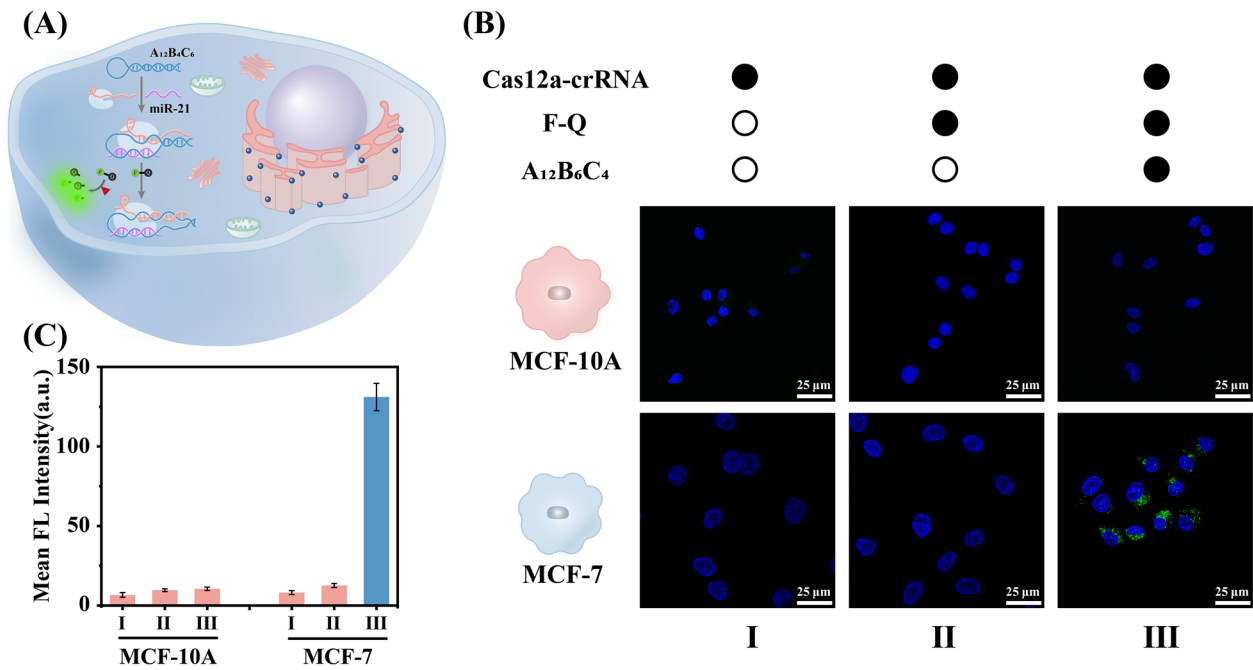 (A)
A₁₂B₄C₆
miR-21
(B)
Cas12a-crRNA
F-Q
A₁₂B₆C₄
MCF-10A
25 μm
25 μm
25 μm
MCF-7
25 μm
25 μm
25 μm
I
II
III
(C)
Mean FL Intensity(a.u.)
150
100
50
0
I
II
III
I
II
III
MCF-10A
MCF-7